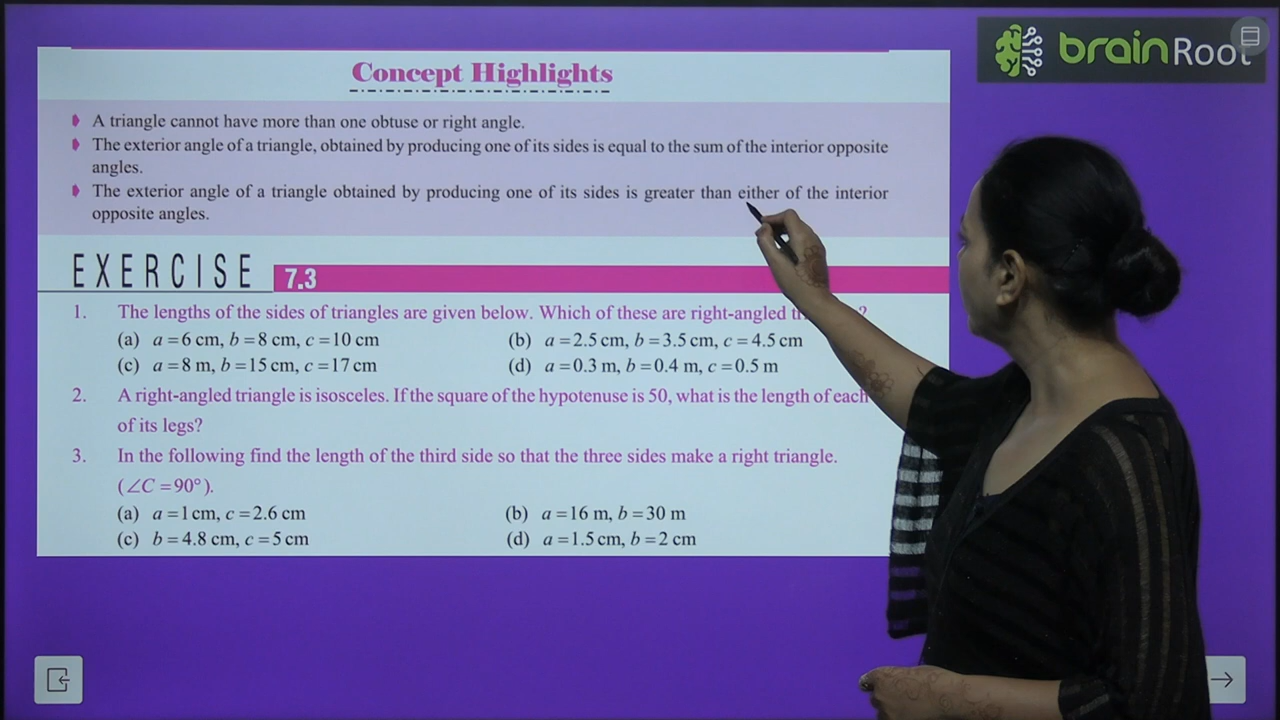 brainRoot
Concept Highlights
A triangle cannot have more than one obtuse or right angle.
The exterior angle of a triangle, obtained by producing one of its sides is equal to the sum of the interior opposite
angles.
The exterior angle of a triangle obtained by producing one of its sides is greater than either of the interior
opposite angles.
EXERCISE 7.3
1. The lengths of the sides of triangles are given below. Which of these are right-angled ?
(a) a = 6 cm, b = 8 cm, c = 10 cm (b) a = 2.5 cm, b = 3.5 cm, c = 4.5 cm
(c) a = 8 m, b = 15 cm, c = 17 cm (d) a = 0.3 m, b = 0.4 m, c = 0.5 m
2. A right-angled triangle is isosceles. If the square of the hypotenuse is 50, what is the length of each
of its legs?
3. In the following find the length of the third side so that the three sides make a right triangle.
(∠C = 90°).
(a) a = 1 cm, c = 2.6 cm (b) a = 16 m, b = 30 m
(c) b = 4.8 cm, c = 5 cm (d) a = 1.5 cm, b = 2 cm